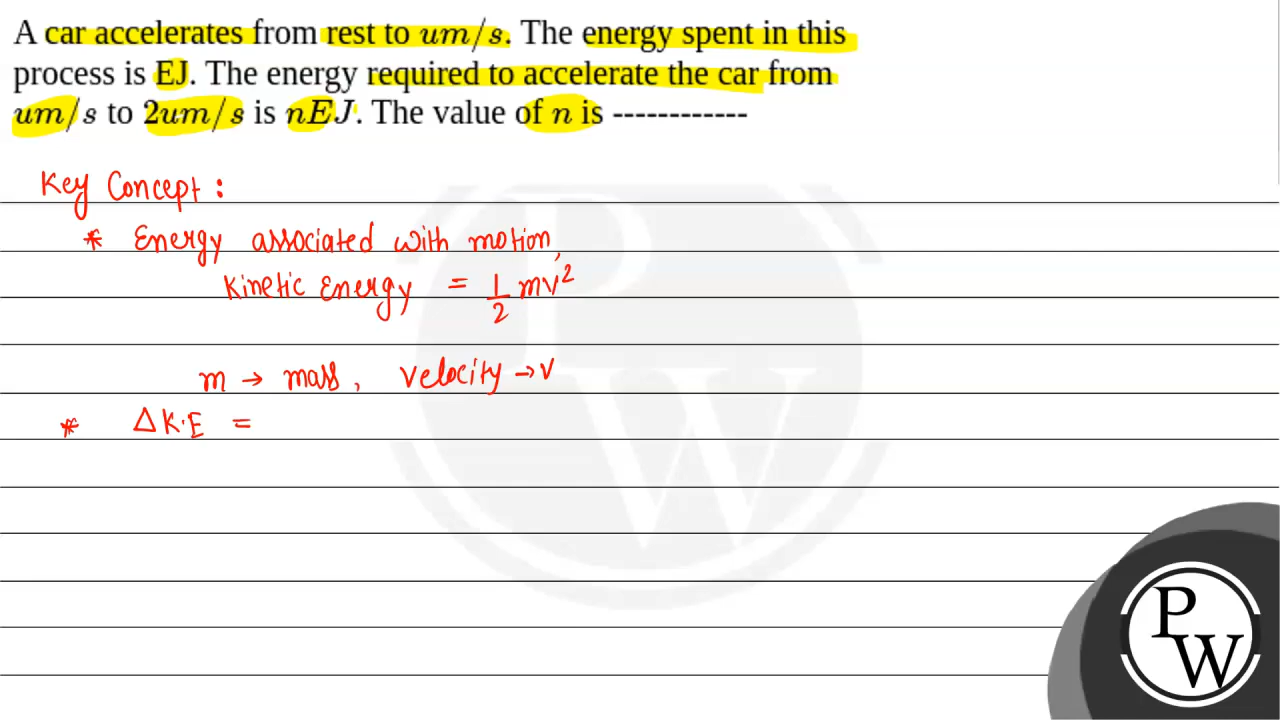 A car accelerates from rest to um/s. The energy spent in this
process is EJ. The energy required to accelerate the car from
um/s to 2um/s is nEJ. The value of n is ------------
Key Concept :
* Energy associated with motion,
Kinetic Energy = 1/2 mv²
m → mass, velocity → v
* ΔK.E =
P
W
PW